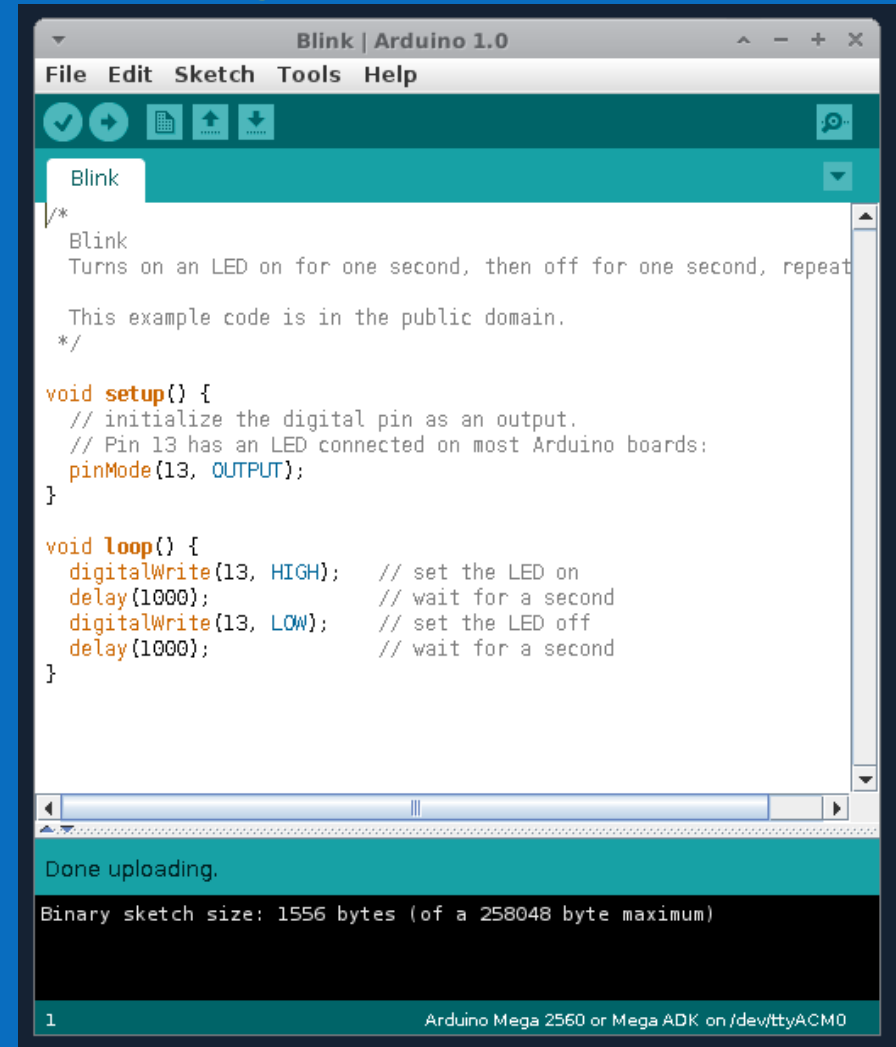 Blink | Arduino 1.0
File Edit Sketch Tools Help
Blink
/*
  Blink
  Turns on an LED on for one second, then off for one second, repeat
  This example code is in the public domain.
 */
void setup() {
  // initialize the digital pin as an output.
  // Pin 13 has an LED connected on most Arduino boards:
  pinMode(13, OUTPUT);
}
void loop() {
  digitalWrite(13, HIGH);   // set the LED on
  delay(1000);              // wait for a second
  digitalWrite(13, LOW);    // set the LED off
  delay(1000);              // wait for a second
}
Done uploading.
Binary sketch size: 1556 bytes (of a 258048 byte maximum)
1 Arduino Mega 2560 or Mega ADK on /dev/ttyACM0